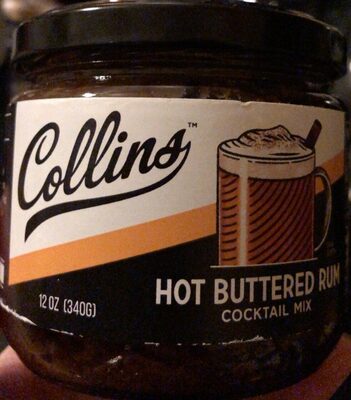 Collins™
HOT BUTTERED RUM
COCKTAIL MIX
12 OZ (340G)